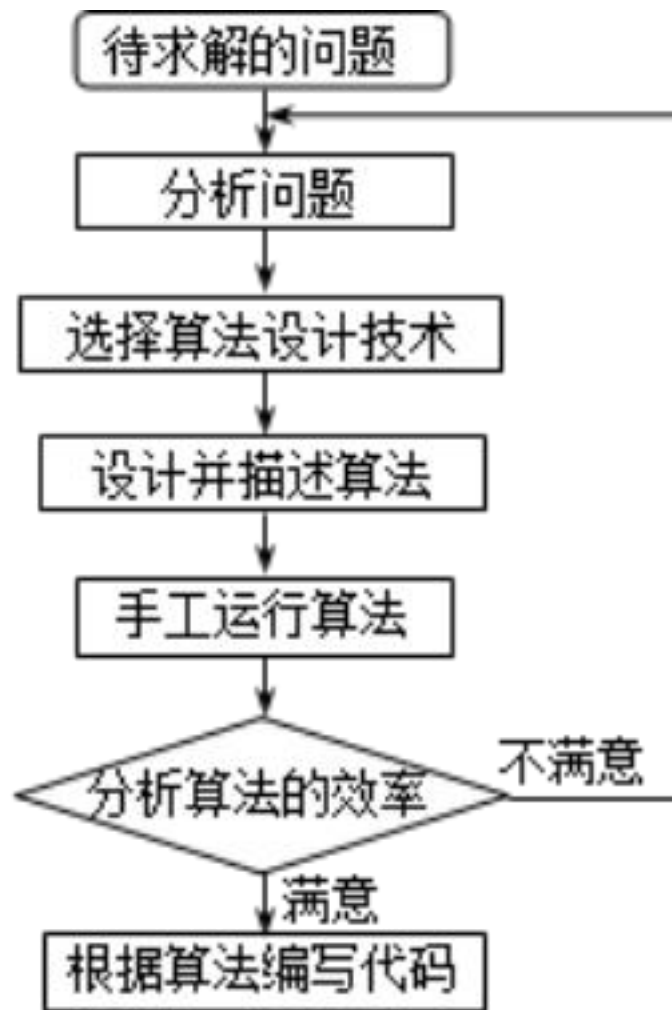 待求解的问题
分析问题
选择算法设计技术
设计并描述算法
手工运行算法
分析算法的效率
不满意
满意
根据算法编写代码